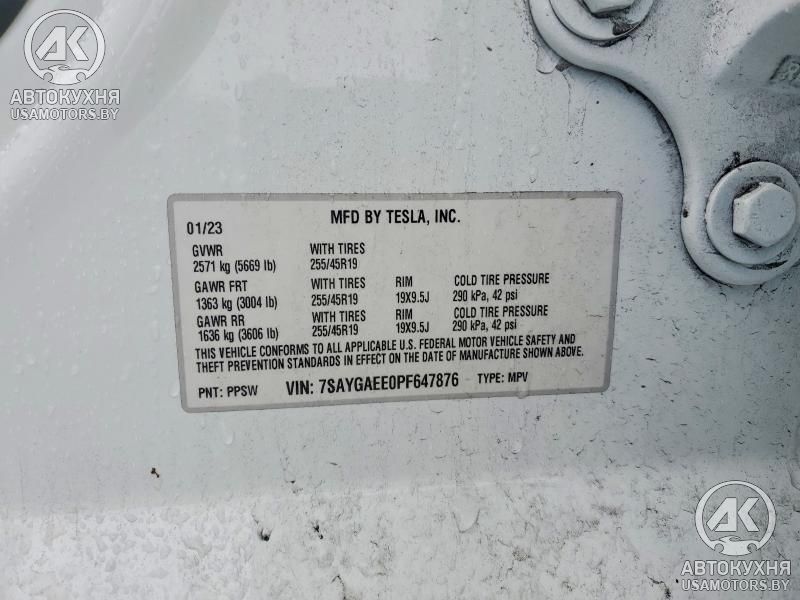 AK
АВТОКУХНЯ
USAMOTORS.BY
MFD BY TESLA, INC.
01/23
GVWR WITH TIRES
2571 kg (5669 lb) 255/45R19
GAWR FRT WITH TIRES RIM COLD TIRE PRESSURE
1363 kg (3004 lb) 255/45R19 19X9.5J 290 kPa, 42 psi
GAWR RR WITH TIRES RIM COLD TIRE PRESSURE
1636 kg (3606 lb) 255/45R19 19X9.5J 290 kPa, 42 psi
THIS VEHICLE CONFORMS TO ALL APPLICABLE U.S. FEDERAL MOTOR VEHICLE SAFETY AND
THEFT PREVENTION STANDARDS IN EFFECT ON THE DATE OF MANUFACTURE SHOWN ABOVE.
PNT: PPSW VIN: 7SAYGAEE0PF647876 TYPE: MPV
AK
АВТОКУХНЯ
USAMOTORS.BY